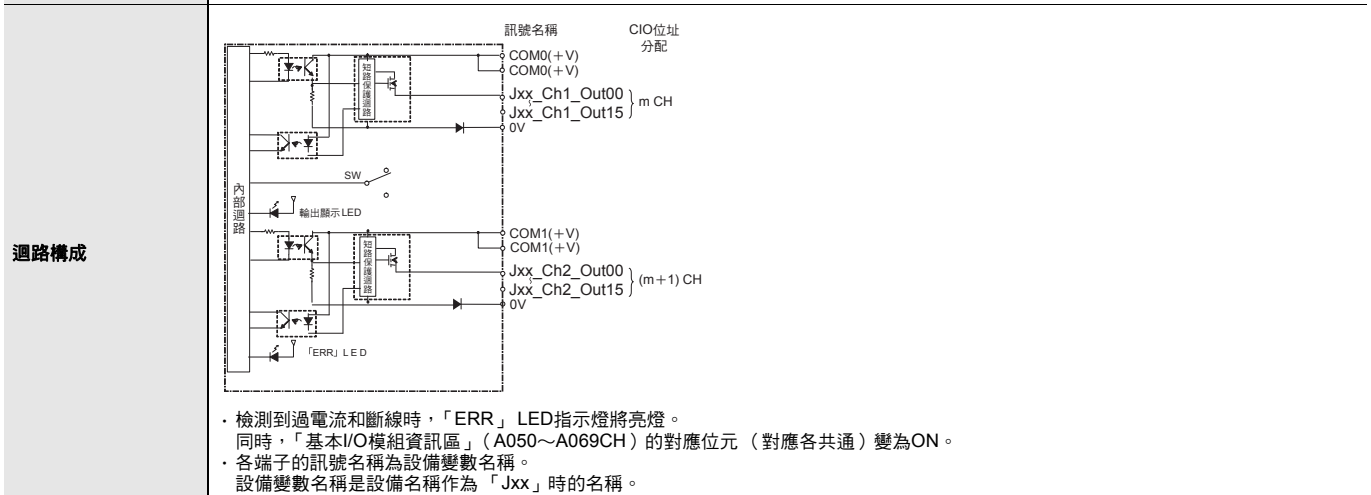 迴路構成
訊號名稱
CIO位址
分配
COM0(+V)
COM0(+V)
Jxx_Ch1_Out00
~
Jxx_Ch1_Out15
m CH
0V
短路保護迴路
內部迴路
SW
輸出顯示LED
COM1(+V)
COM1(+V)
Jxx_Ch2_Out00
~
Jxx_Ch2_Out15
(m+1) CH
0V
短路保護迴路
「ERR」LED
・檢測到過電流和斷線時,「ERR」 LED指示燈將亮燈。
同時,「基本I/O模組資訊區」(A050～A069CH)的對應位元 (對應各共通)變為ON。
・各端子的訊號名稱為設備變數名稱。
設備變數名稱是設備名稱作為 「Jxx」時的名稱。